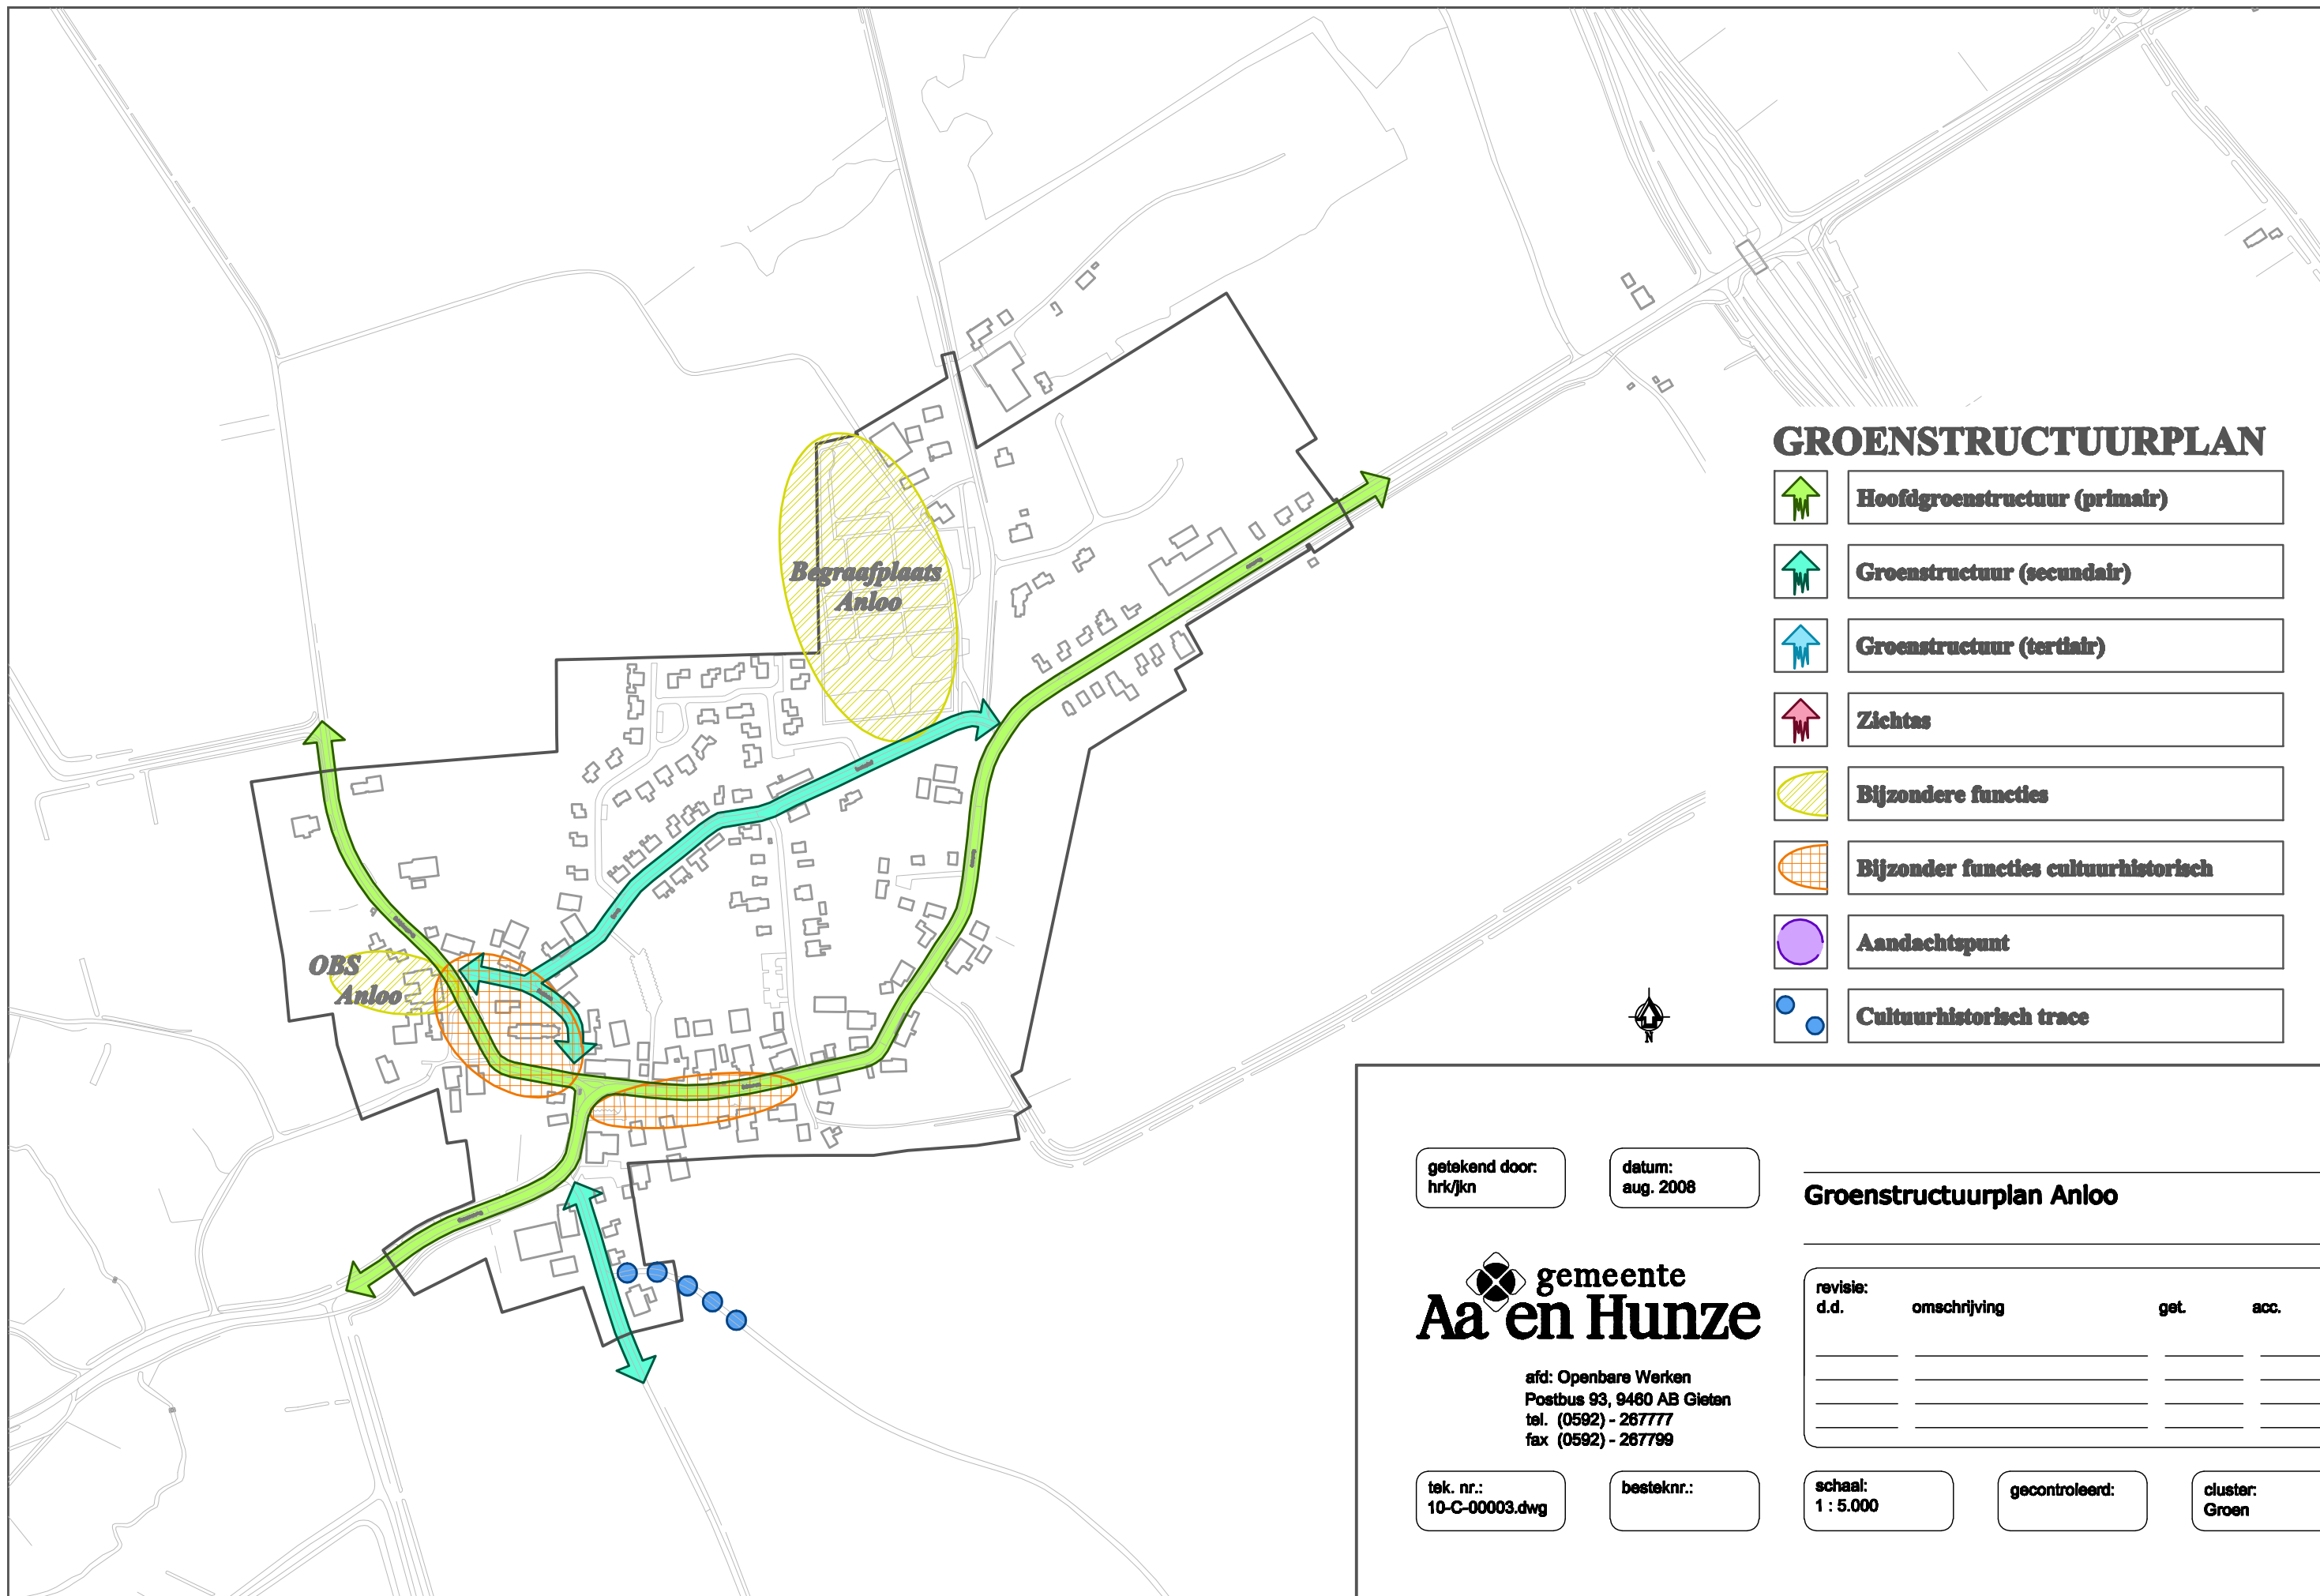 Begraafplaats
Anloo
OBS
Anloo
GROENSTRUCTUURPLAN
Hoofdgroenstructuur (primair)
Groenstructuur (secundair)
Groenstructuur (tertiair)
Zichtas
Bijzondere functies
Bijzonder functies cultuurhistorisch
Aandachtspunt
Cultuurhistorisch trace
N
getekend door:
hrk/jkn
datum:
aug. 2008
Groenstructuurplan Anloo
gemeente
Aa en Hunze
afd: Openbare Werken
Postbus 93, 9460 AB Gieten
tel. (0592) - 267777
fax (0592) - 267799
revisie:
d.d. omschrijving get. acc.
tek. nr.:
10-C-00003.dwg
besteknr.:
schaal:
1 : 5.000
gecontroleerd:
cluster:
Groen